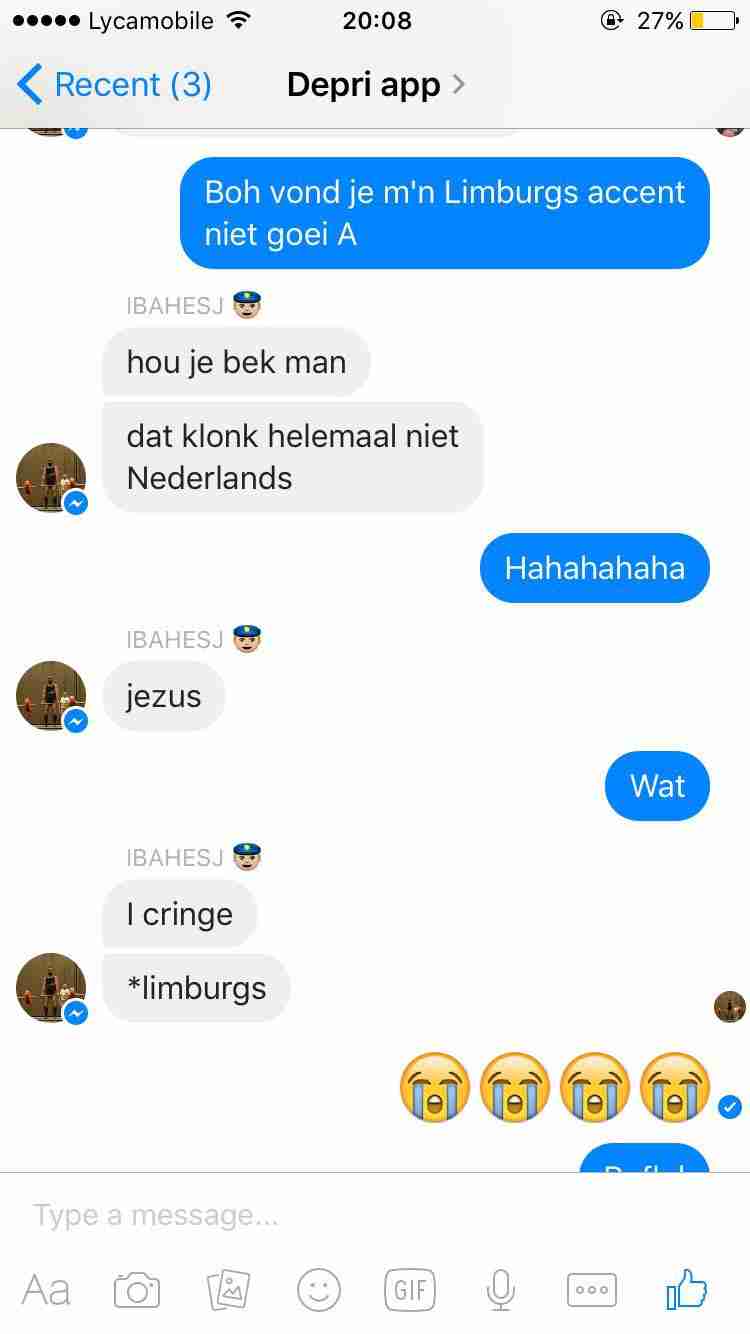 Lycamobile 20:08 27%
Recent (3) Depri app
Boh vond je m'n Limburgs accent
niet goei A
IBAHESJ
hou je bek man
dat klonk helemaal niet
Nederlands
Hahahahaha
IBAHESJ
jezus
Wat
IBAHESJ
I cringe
*limburgs
Type a message...
Aa
GIF